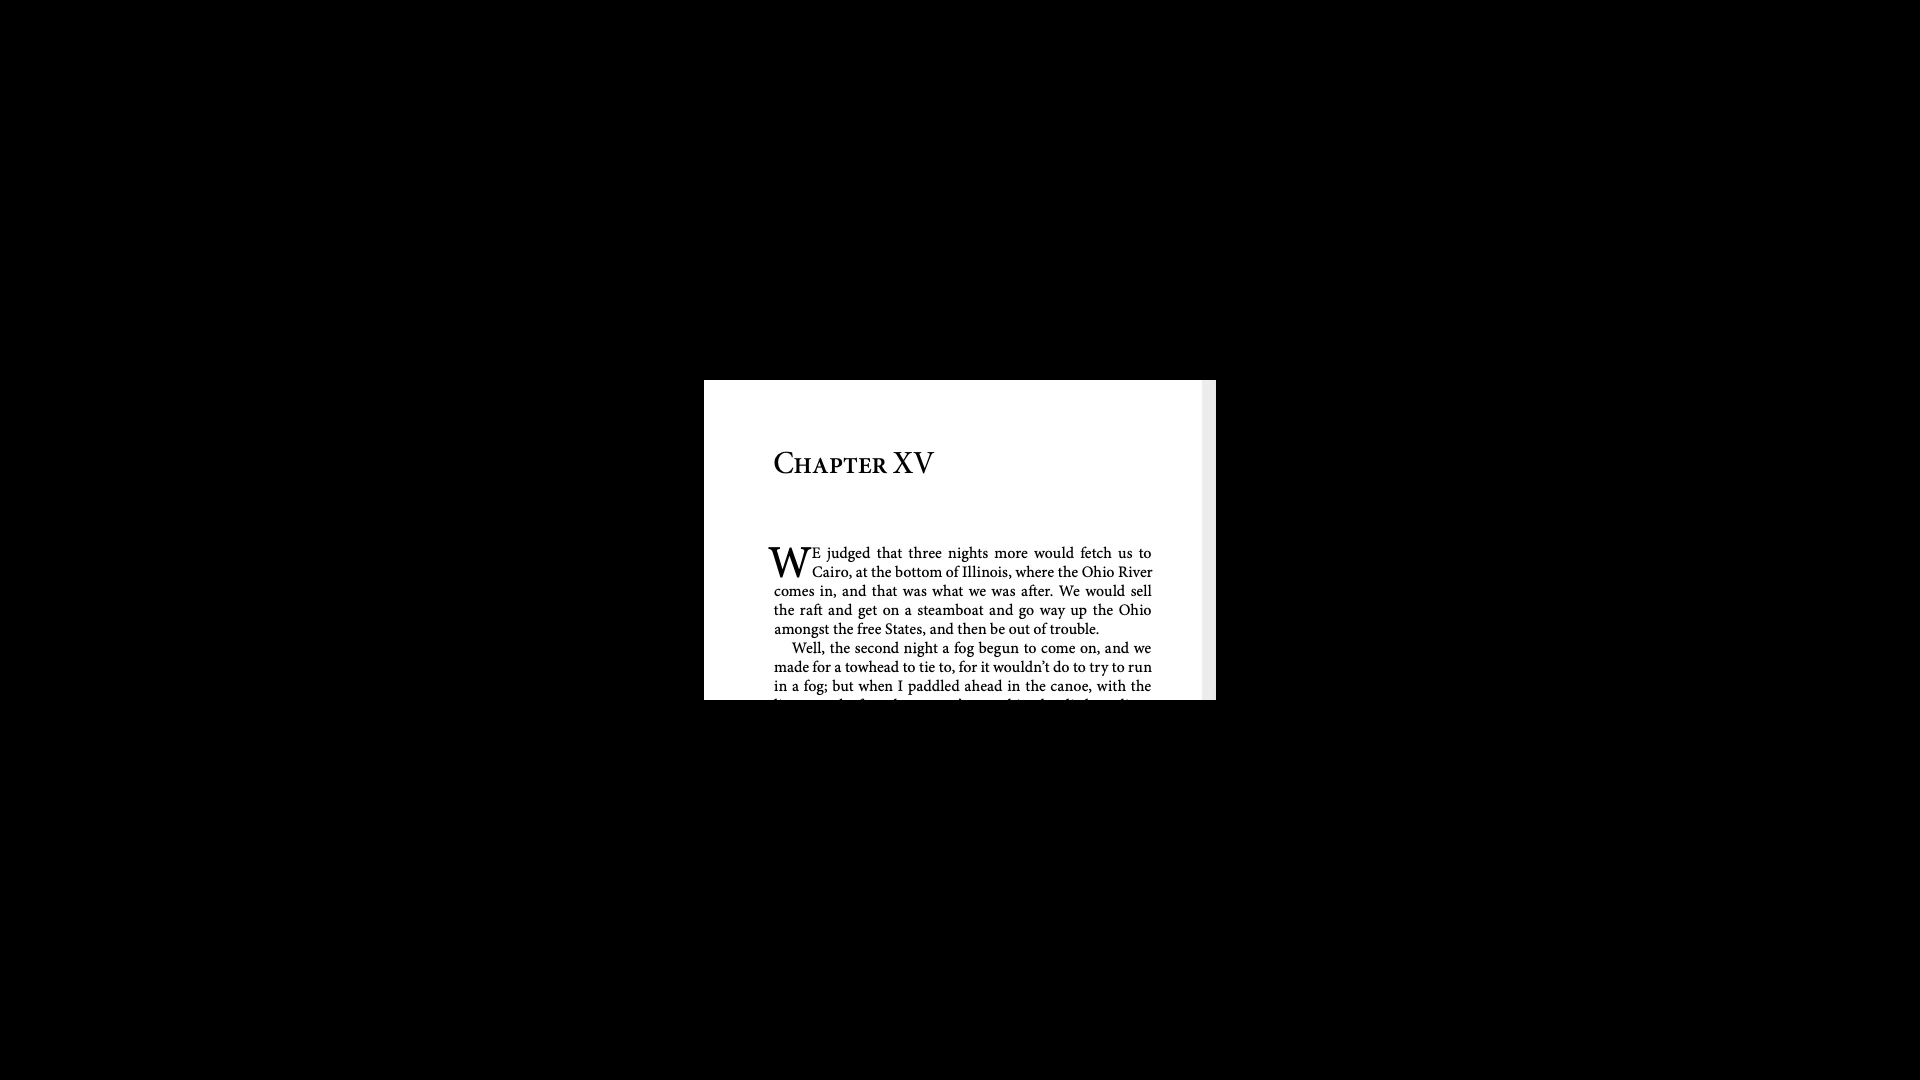 Chapter XV
WE judged that three nights more would fetch us to
Cairo, at the bottom of Illinois, where the Ohio River
comes in, and that was what we was after. We would sell
the raft and get on a steamboat and go way up the Ohio
amongst the free States, and then be out of trouble.
Well, the second night a fog begun to come on, and we
made for a towhead to tie to, for it wouldn’t do to try to run
in a fog; but when I paddled ahead in the canoe, with the